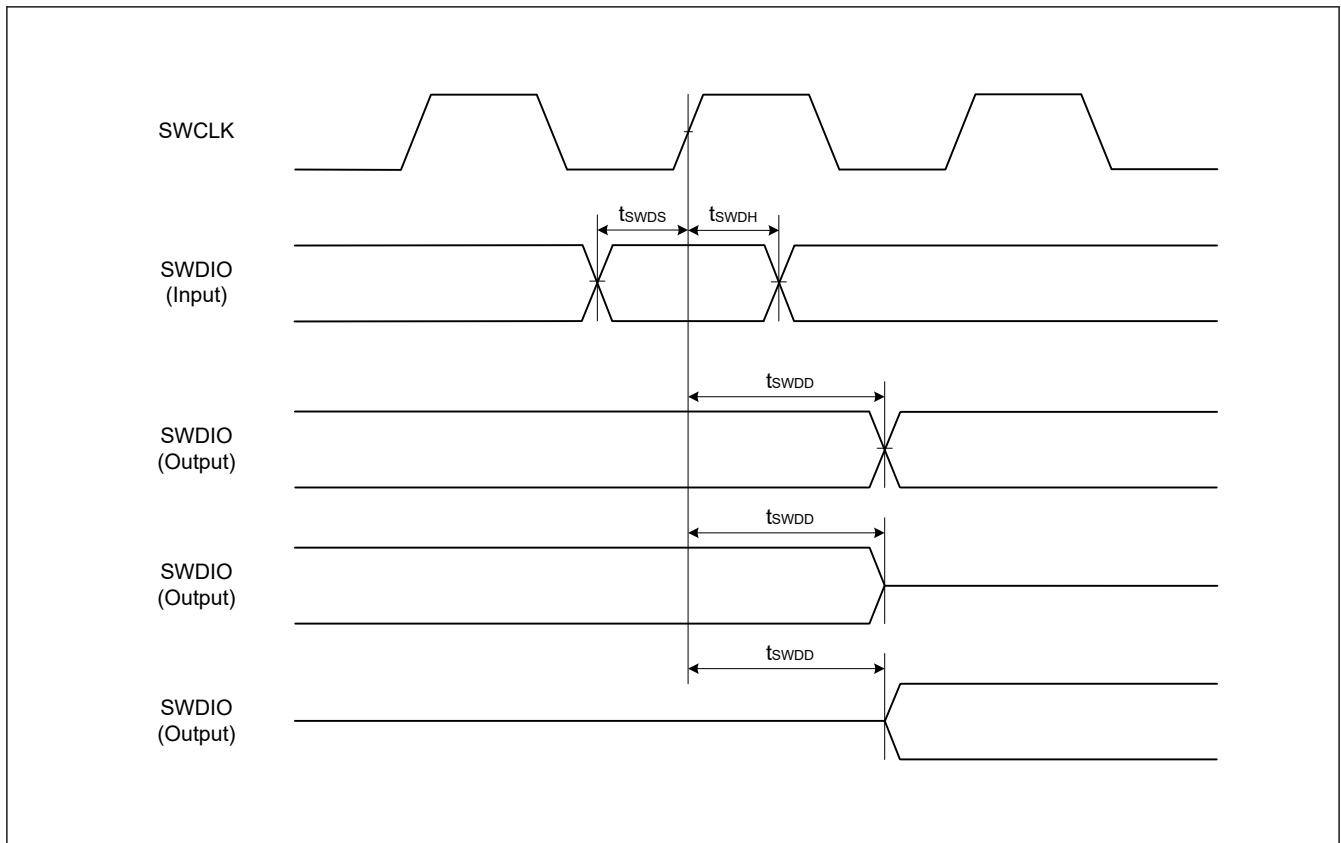 SWCLK
tSWDS
tSWDH
SWDIO
(Input)
tSWDD
SWDIO
(Output)
tSWDD
SWDIO
(Output)
tSWDD
SWDIO
(Output)